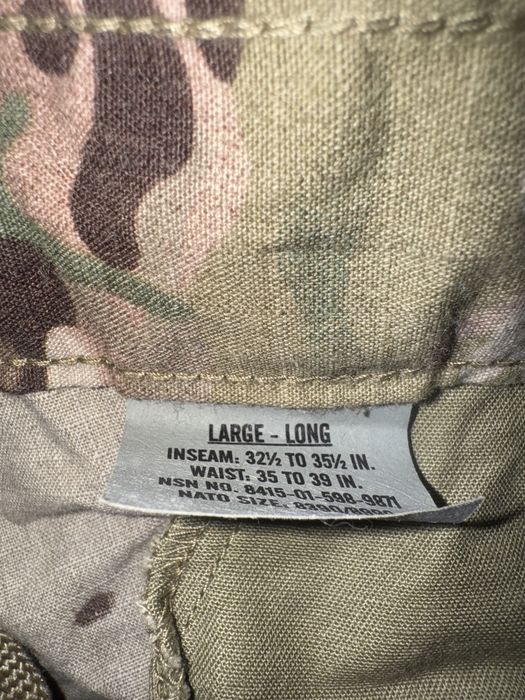 LARGE - LONG
INSEAM: 32½ TO 35½ IN.
WAIST: 35 TO 39 IN.
NSN NO. 8415-01-598-9871
NATO SIZE: